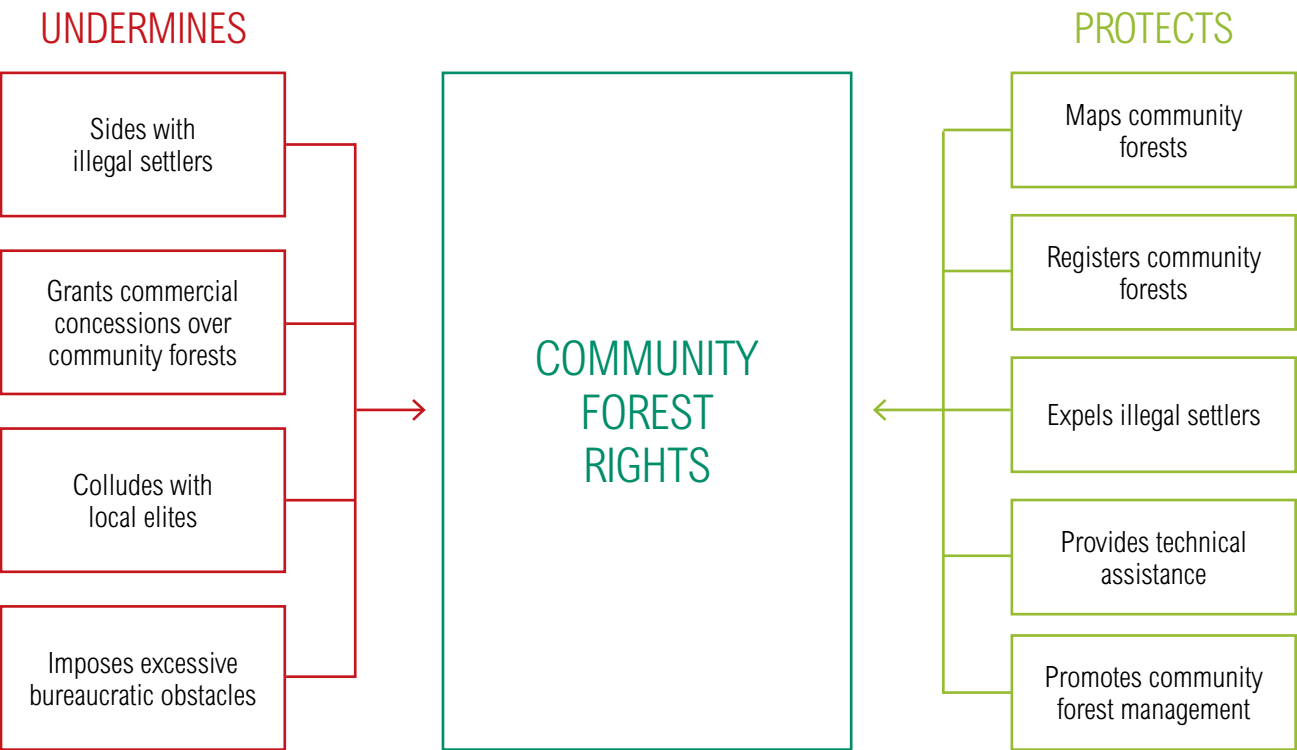 UNDERMINES
Sides with
illegal settlers
Grants commercial
concessions over
community forests
Colludes with
local elites
Imposes excessive
bureaucratic obstacles
COMMUNITY
FOREST
RIGHTS
PROTECTS
Maps community
forests
Registers community
forests
Expels illegal settlers
Provides technical
assistance
Promotes community
forest management